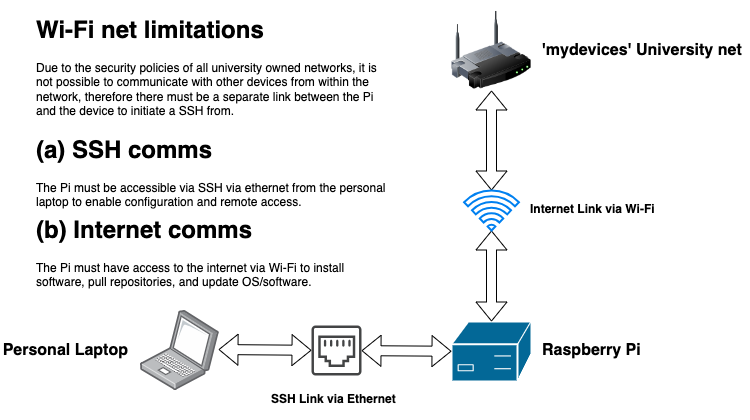 Wi-Fi net limitations
Due to the security policies of all university owned networks, it is
not possible to communicate with other devices from within the
network, therefore there must be a separate link between the Pi
and the device to initiate a SSH from.
(a) SSH comms
The Pi must be accessible via SSH via ethernet from the personal
laptop to enable configuration and remote access.
(b) Internet comms
The Pi must have access to the internet via Wi-Fi to install
software, pull repositories, and update OS/software.
'mydevices' University net
Internet Link via Wi-Fi
Personal Laptop
SSH Link via Ethernet
Raspberry Pi